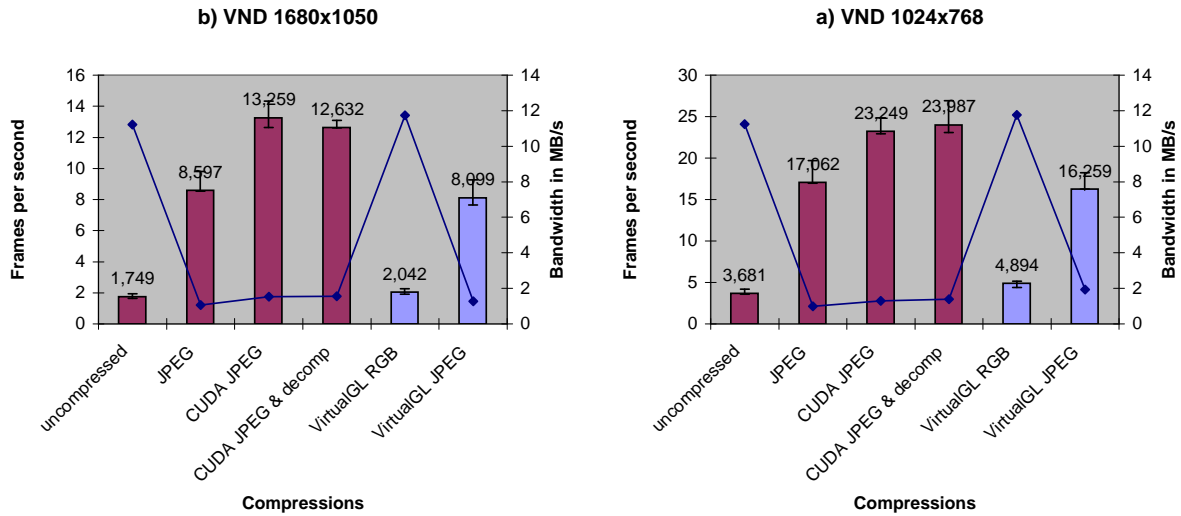 b) VND 1680x1050
Frames per second
16
14
12
10
8
6
4
2
0
1,749
8,597
13,259
12,632
2,042
8,099
14
12
10
8
6
4
2
0
Bandwidth in MB/s
uncompressed
JPEG
CUDA JPEG
CUDA JPEG & decomp
VirtualGL RGB
VirtualGL JPEG
Compressions
a) VND 1024x768
Frames per second
30
25
20
15
10
5
0
3,681
17,062
23,249
23,987
4,894
16,259
14
12
10
8
6
4
2
0
Bandwidth in MB/s
uncompressed
JPEG
CUDA JPEG
CUDA JPEG & decomp
VirtualGL RGB
VirtualGL JPEG
Compressions